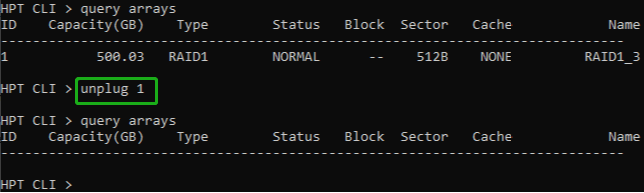 HPT CLI > query arrays
ID    Capacity(GB)    Type        Status   Block  Sector   Cache            Name
-------------------------------------------------------------------------------
1           500.03   RAID1        NORMAL     --   512B    NONE         RAID1_3
HPT CLI > unplug 1
HPT CLI > query arrays
ID    Capacity(GB)    Type        Status   Block  Sector   Cache            Name
-------------------------------------------------------------------------------
HPT CLI >